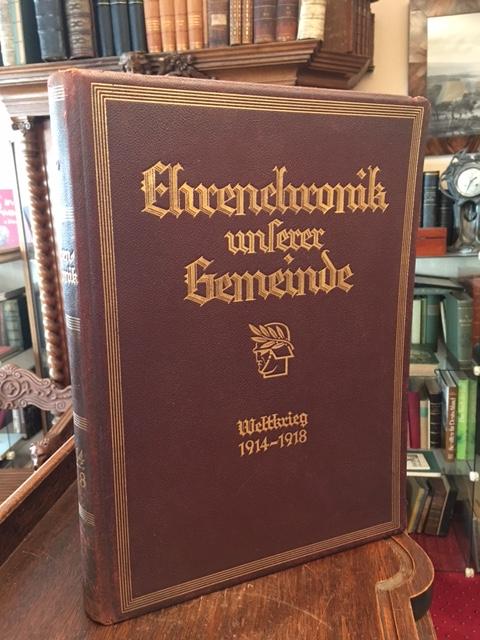 Ehrenchronik
unserer
Gemeinde
Weltkrieg
1914-1918